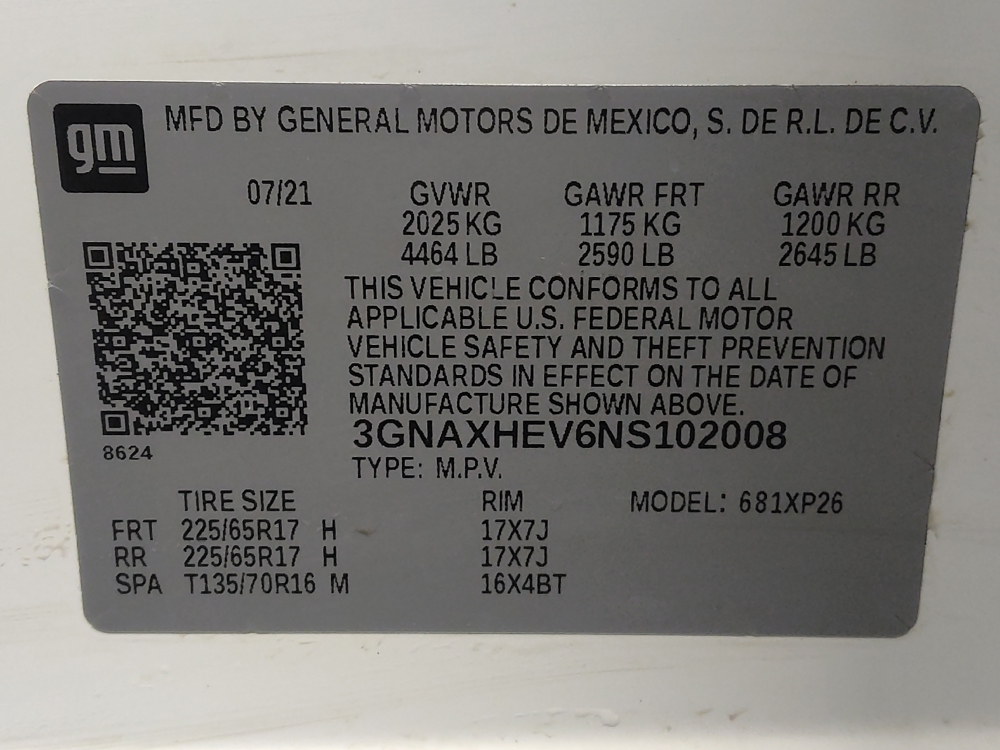 gm
MFD BY GENERAL MOTORS DE MEXICO, S. DE R.L. DE C.V.
07/21 GVWR GAWR FRT GAWR RR
2025 KG 1175 KG 1200 KG
4464 LB 2590 LB 2645 LB
THIS VEHICLE CONFORMS TO ALL
APPLICABLE U.S. FEDERAL MOTOR
VEHICLE SAFETY AND THEFT PREVENTION
STANDARDS IN EFFECT ON THE DATE OF
MANUFACTURE SHOWN ABOVE.
3GNAXHEV6NS102008
8624
TYPE: M.P.V.
TIRE SIZE RIM MODEL: 681XP26
FRT 225/65R17 H 17X7J
RR 225/65R17 H 17X7J
SPA T135/70R16 M 16X4BT